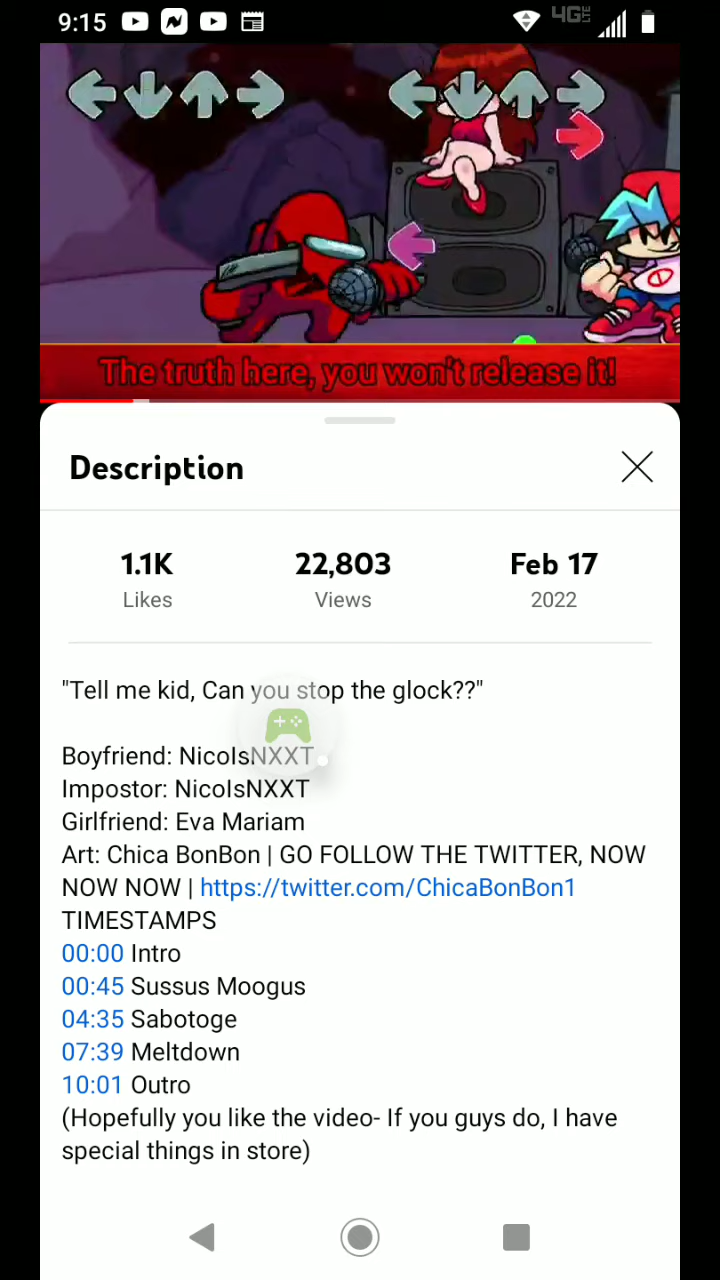 9:15
4G LTE
The truth here, you won't release it!
Description
1.1K
22,803
Feb 17
Likes
Views
2022
"Tell me kid, Can you stop the glock??"
Boyfriend: NicolsNXXT
Impostor: NicolsNXXT
Girlfriend: Eva Mariam
Art: Chica BonBon | GO FOLLOW THE TWITTER, NOW
NOW NOW | https://twitter.com/ChicaBonBon1
TIMESTAMPS
00:00 Intro
00:45 Sussus Moogus
04:35 Sabotoge
07:39 Meltdown
10:01 Outro
(Hopefully you like the video- If you guys do, I have
special things in store)